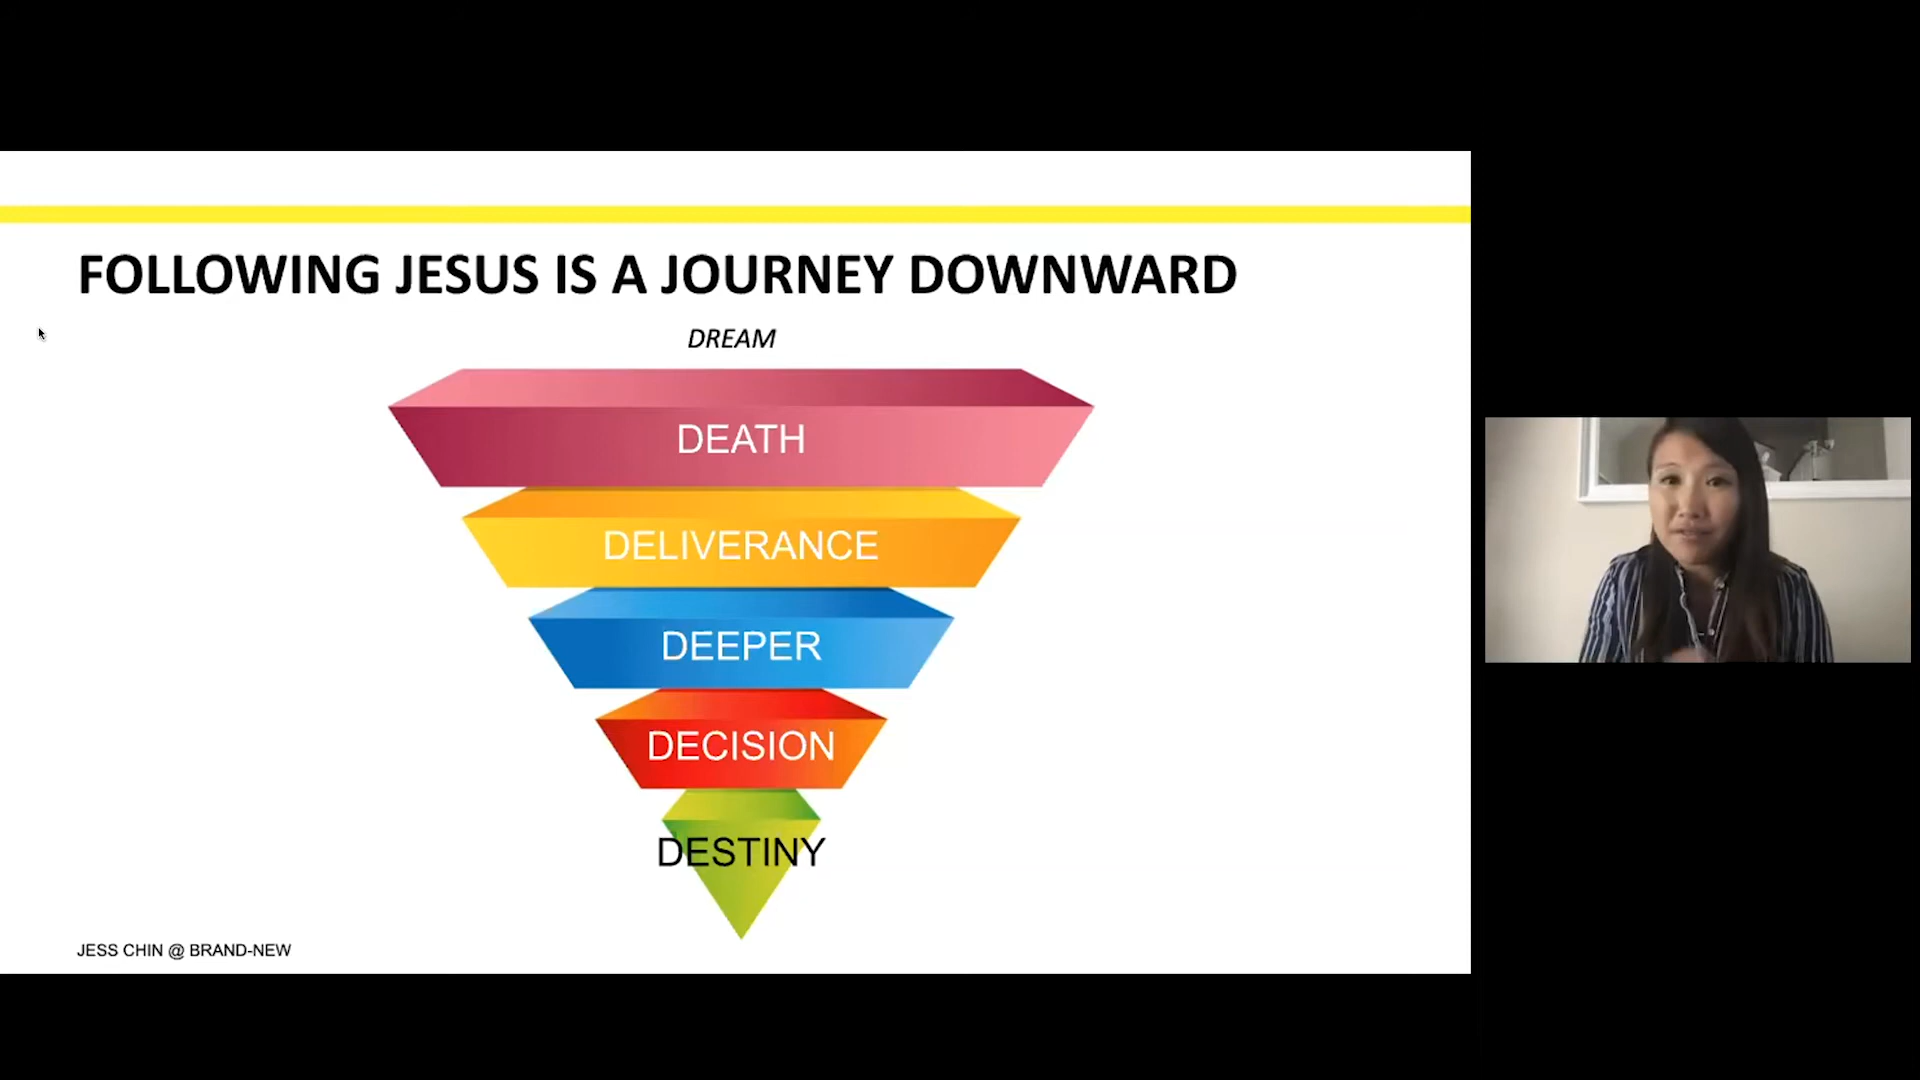 FOLLOWING JESUS IS A JOURNEY DOWNWARD
DREAM
DEATH
DELIVERANCE
DEEPER
DECISION
DESTINY
JESS CHIN @ BRAND-NEW